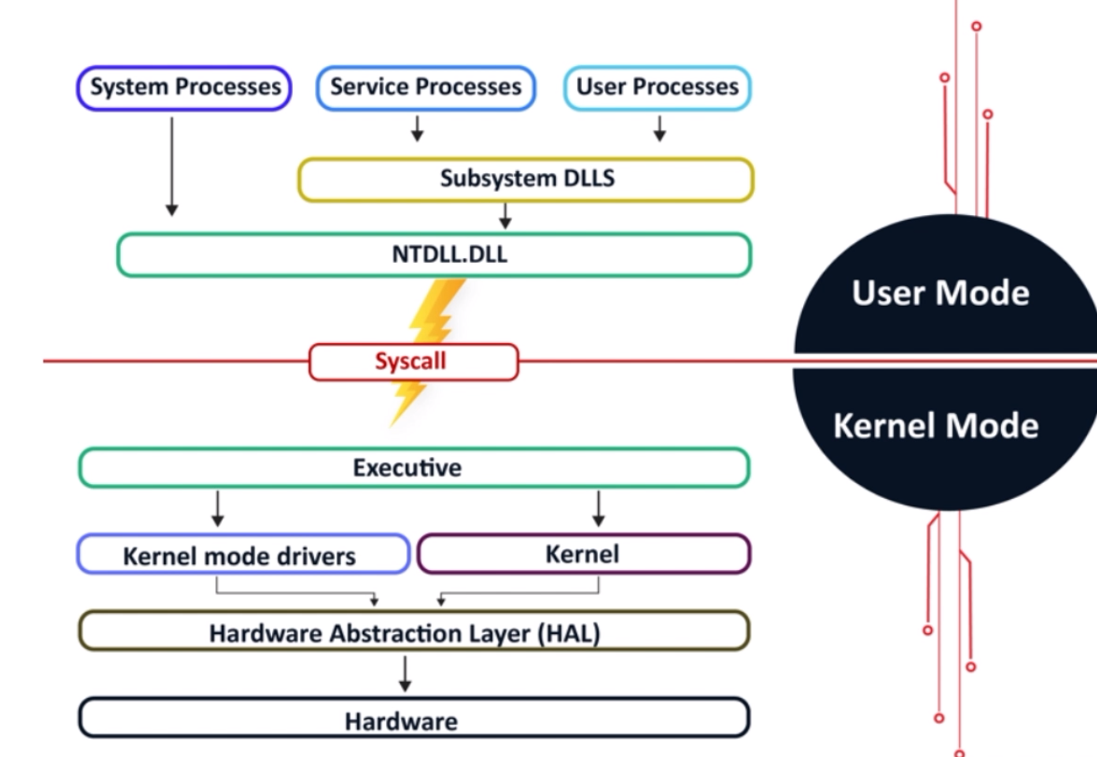 System Processes
Service Processes
User Processes
Subsystem DLLS
NTDLL.DLL
User Mode
Syscall
Kernel Mode
Executive
Kernel mode drivers
Kernel
Hardware Abstraction Layer (HAL)
Hardware